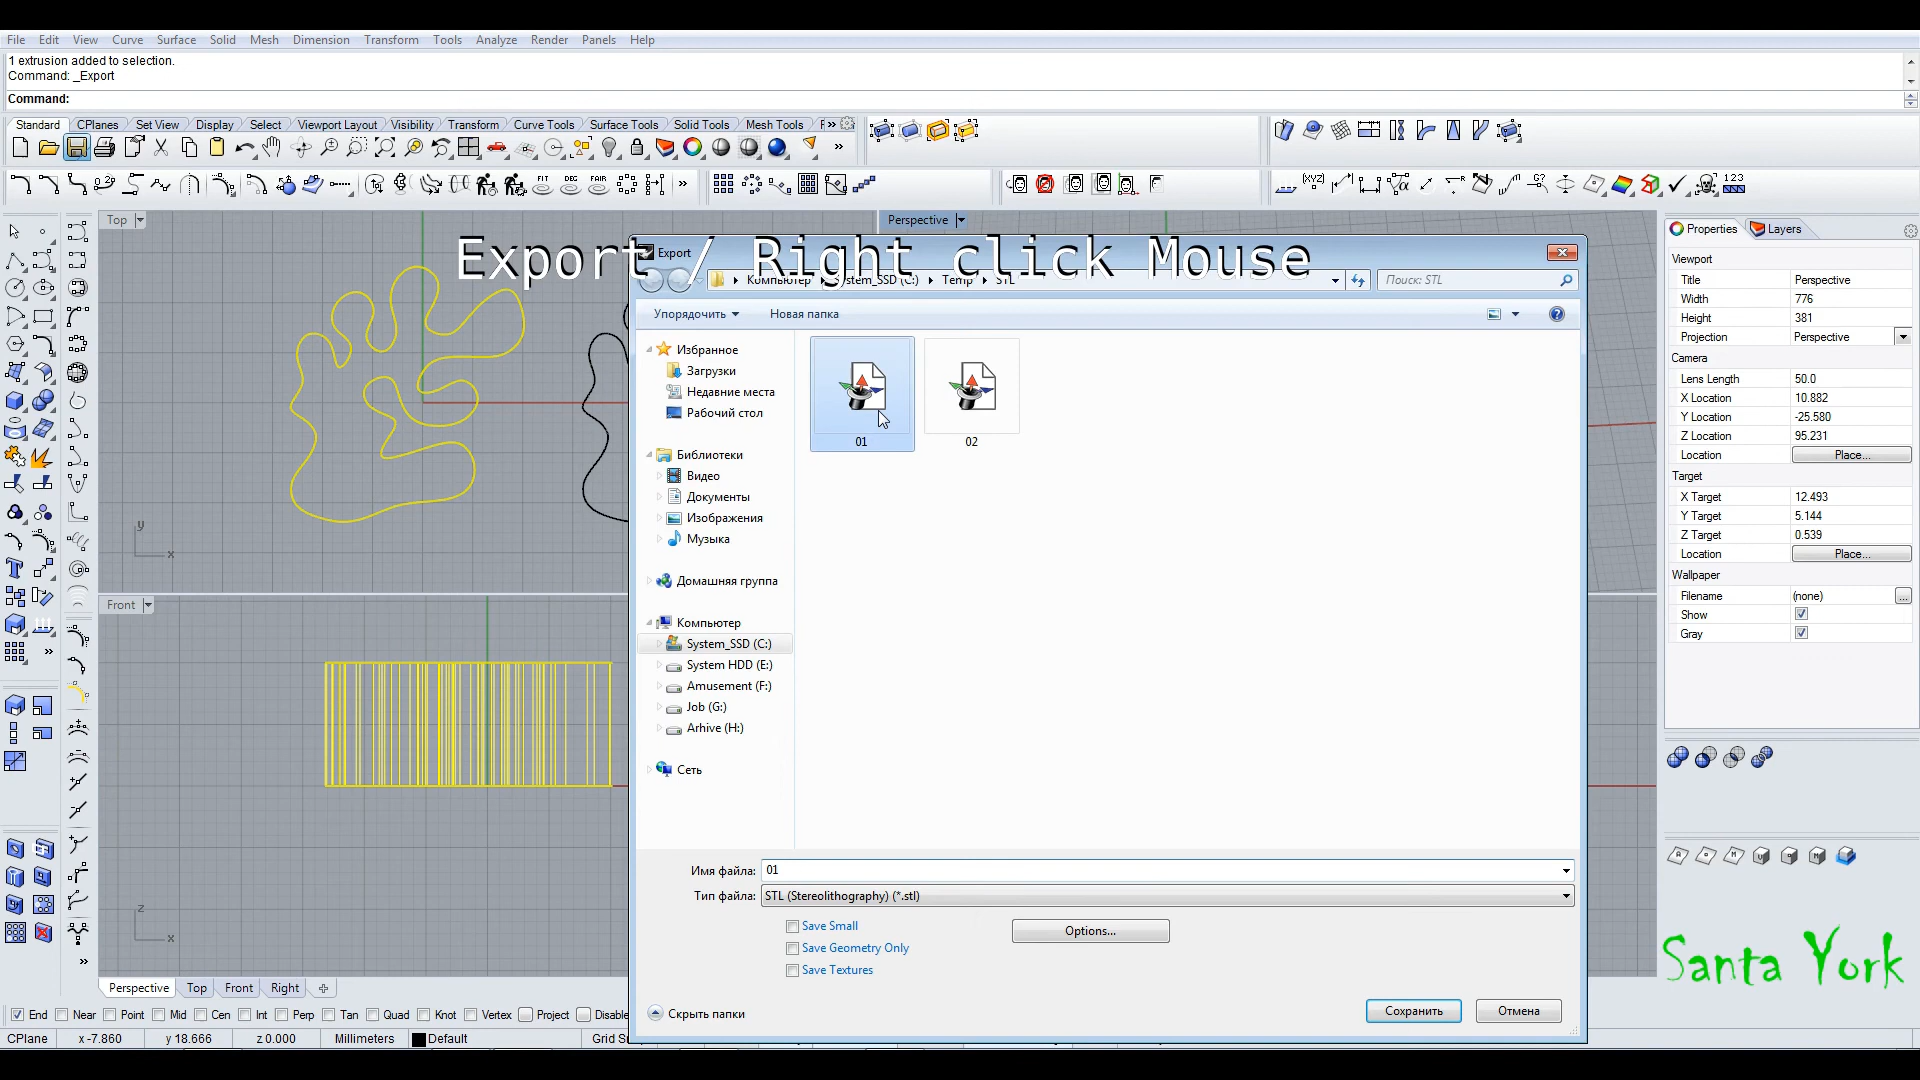 File Edit View Curve Surface Solid Mesh Dimension Transform Tools Analyze Render Panels Help
1 extrusion added to selection.
Command: _Export
Command:
Standard CPlanes Set View Display Select Viewport Layout Visibility Transform Curve Tools Surface Tools Solid Tools Mesh Tools
Top
Perspective
Export / Right click Mouse
Export
Компьютер System_SSD (C:) Temp STL
Поиск: STL
Упорядочить Новая папка
Избранное
Загрузки
Недавние места
Рабочий стол
Библиотеки
Видео
Документы
Изображения
Музыка
Домашняя группа
Компьютер
System_SSD (C:)
System HDD (E:)
Amusement (F:)
Job (G:)
Arhive (H:)
Сеть
01 02
Имя файла: 01
Тип файла: STL (Stereolithography) (*.stl)
Save Small
Save Geometry Only
Save Textures
Options...
Скрыть папки
Сохранить Отмена
y
x
Front
z
x
Properties Layers
Viewport
Title Perspective
Width 776
Height 381
Projection Perspective
Camera
Lens Length 50.0
X Location 10.882
Y Location -25.580
Z Location 95.231
Location Place...
Target
X Target 12.493
Y Target 5.144
Z Target 0.539
Location Place...
Wallpaper
Filename (none) ...
Show
Gray
Santa York
Perspective Top Front Right
End Near Point Mid Cen Int Perp Tan Quad Knot Vertex Project Disable
CPlane x -7.860 y 18.666 z 0.000 Millimeters Default Grid